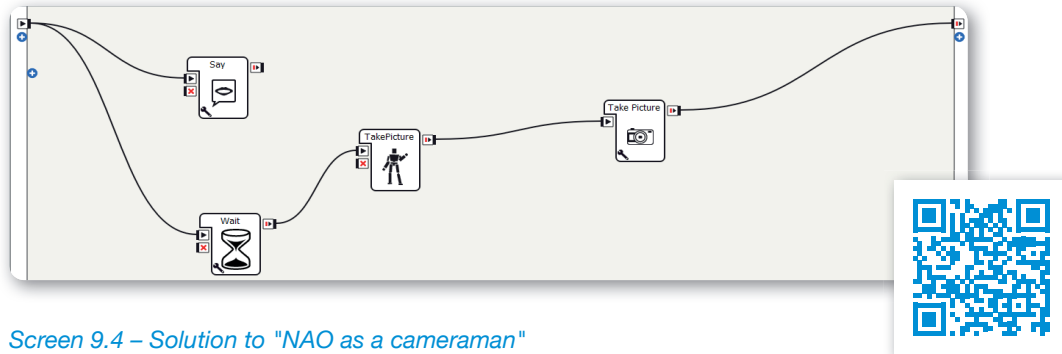 Say
Take Picture
TakePicture
Wait
Screen 9.4 – Solution to "NAO as a cameraman"